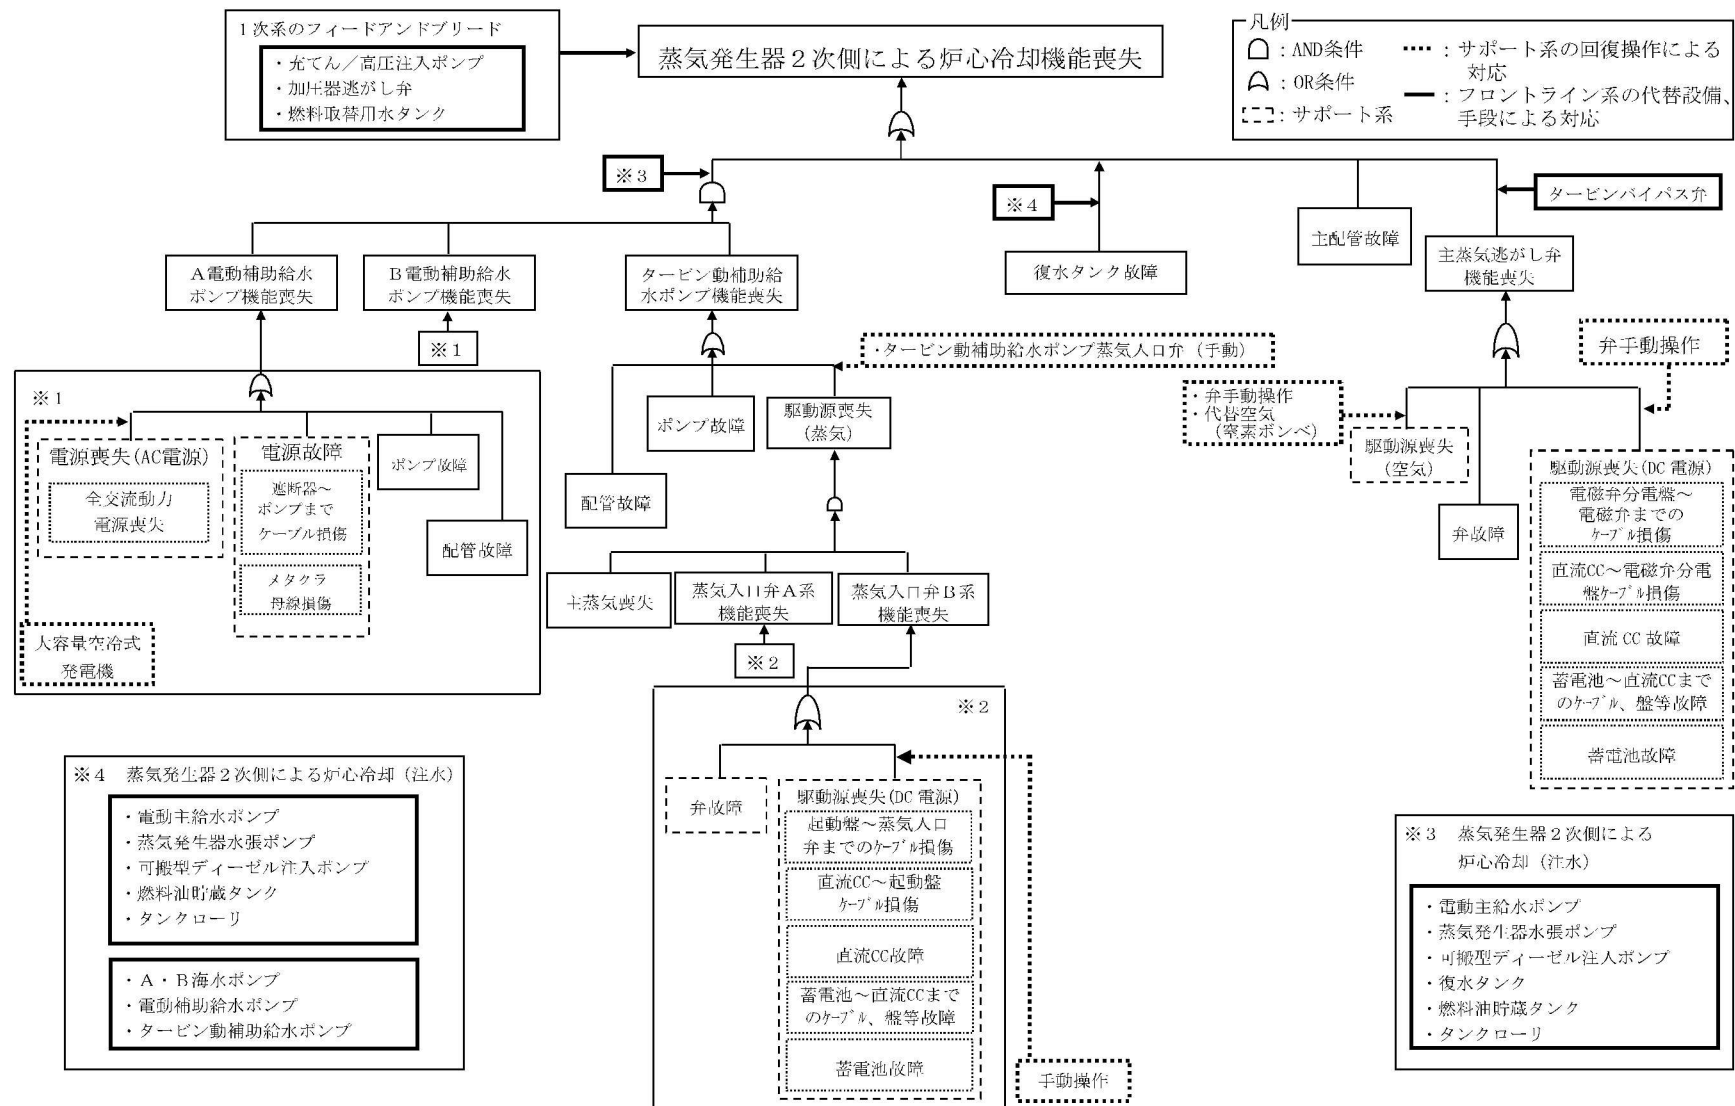 1次系のフィードアンドブリード
・充てん／高圧注入ポンプ
・加圧器逃がし弁
・燃料取替用水タンク
蒸気発生器２次側による炉心冷却機能喪失
凡例
：AND条件
：OR条件
：サポート系
：サポート系の回復操作による
対応
：フロントライン系の代替設備、
手段による対応
※３
※４
タービンバイパス弁
主配管故障
A電動補助給水
ポンプ機能喪失
B電動補助給水
ポンプ機能喪失
タービン動補助給
水ポンプ機能喪失
復水タンク故障
主蒸気逃がし弁
機能喪失
※１
・タービン動補助給水ポンプ蒸気入口弁（手動）
弁手動操作
※１
電源喪失(AC電源)
全交流動力
電源喪失
電源故障
遮断器～
ポンプまで
ケーブル損傷
メタクラ
母線損傷
ポンプ故障
配管故障
大容量空冷式
発電機
配管故障
ポンプ故障
駆動源喪失
(蒸気)
主蒸気喪失
蒸気入口弁A系
機能喪失
蒸気入口弁B系
機能喪失
※２
・弁手動操作
・代替空気
（窒素ボンベ）
駆動源喪失
(空気)
弁故障
駆動源喪失(DC 電源)
電磁弁分電盤～
電磁弁までの
ｹｰﾌﾞﾙ損傷
直流CC～電磁弁分電
盤ｹｰﾌﾞﾙ損傷
直流 CC 故障
蓄電池～直流CCまで
のｹｰﾌﾞﾙ、盤等故障
蓄電池故障
※２
弁故障
駆動源喪失(DC 電源)
起動盤～蒸気入口
弁までのｹｰﾌﾞﾙ損傷
直流CC～起動盤
ｹｰﾌﾞﾙ損傷
直流CC故障
蓄電池～直流CCまで
のｹｰﾌﾞﾙ、盤等故障
蓄電池故障
手動操作
※４　蒸気発生器２次側による炉心冷却（注水）
・電動主給水ポンプ
・蒸気発生器水張ポンプ
・可搬型ディーゼル注入ポンプ
・燃料油貯蔵タンク
・タンクローリ
・A・B海水ポンプ
・電動補助給水ポンプ
・タービン動補助給水ポンプ
※３　蒸気発生器２次側による
炉心冷却（注水）
・電動主給水ポンプ
・蒸気発生器水張ポンプ
・可搬型ディーゼル注入ポンプ
・復水タンク
・燃料油貯蔵タンク
・タンクローリ